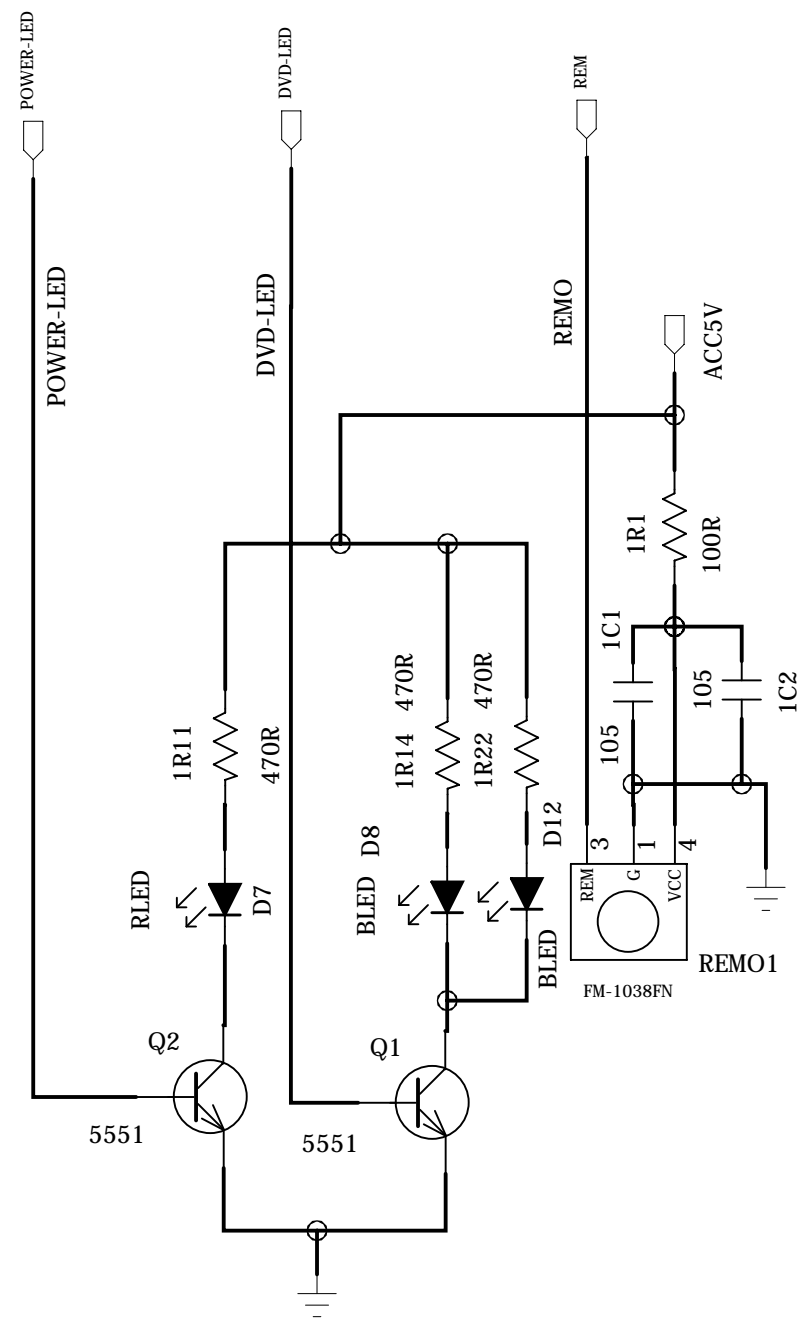 POWER-LED
DVD-LED
REM
POWER-LED
DVD-LED
REMO
ACC5V
1R1
100R
1C1
105
105
1C2
1R11
470R
1R14
470R
1R22
470R
RLED
D7
BLED
D8
D12
BLED
3
1
4
REM
G
VCC
REMO1
FM-1038FN
Q2
5551
Q1
5551